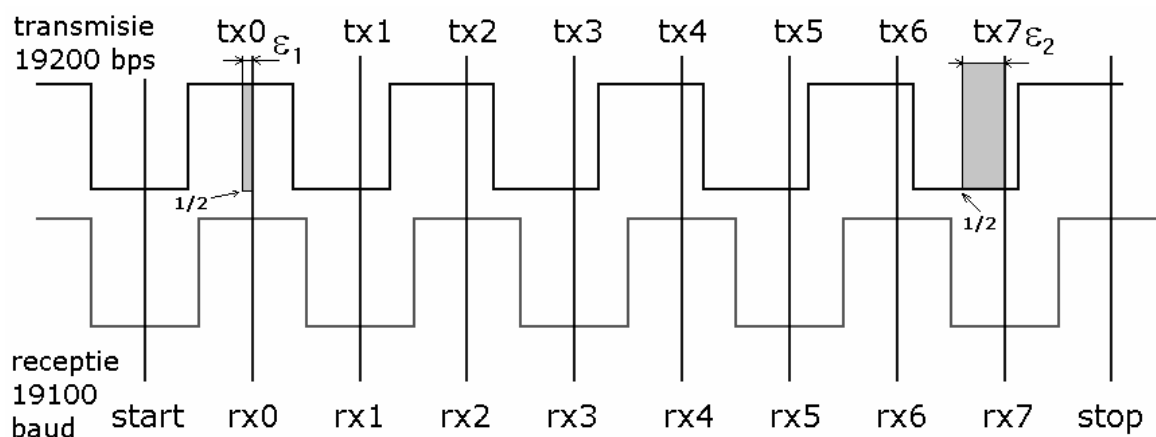 transmisie
19200 bps
tx0 ε1 tx1 tx2 tx3 tx4 tx5 tx6 tx7 ε2
1/2
1/2
receptie
19100
baud
start rx0 rx1 rx2 rx3 rx4 rx5 rx6 rx7 stop